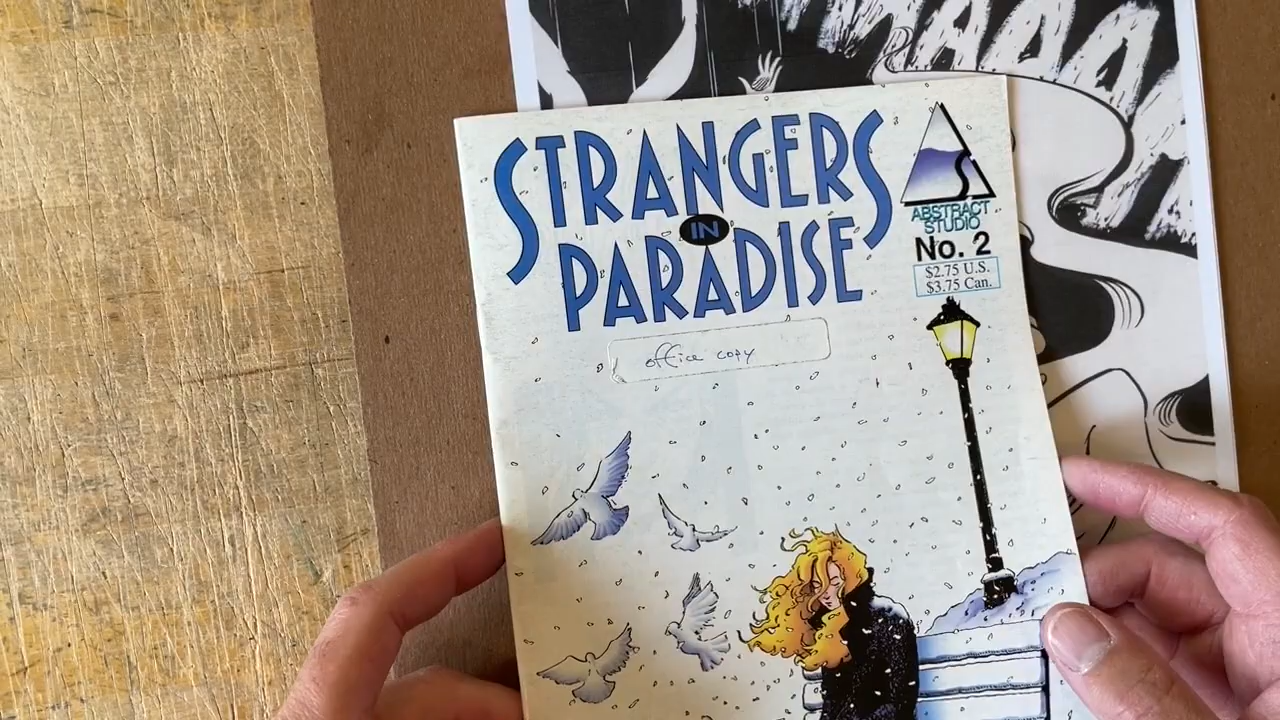 STRANGERS
IN
PARADISE
ABSTRACT
STUDIO
No. 2
$2.75 U.S.
$3.75 Can.
office copy